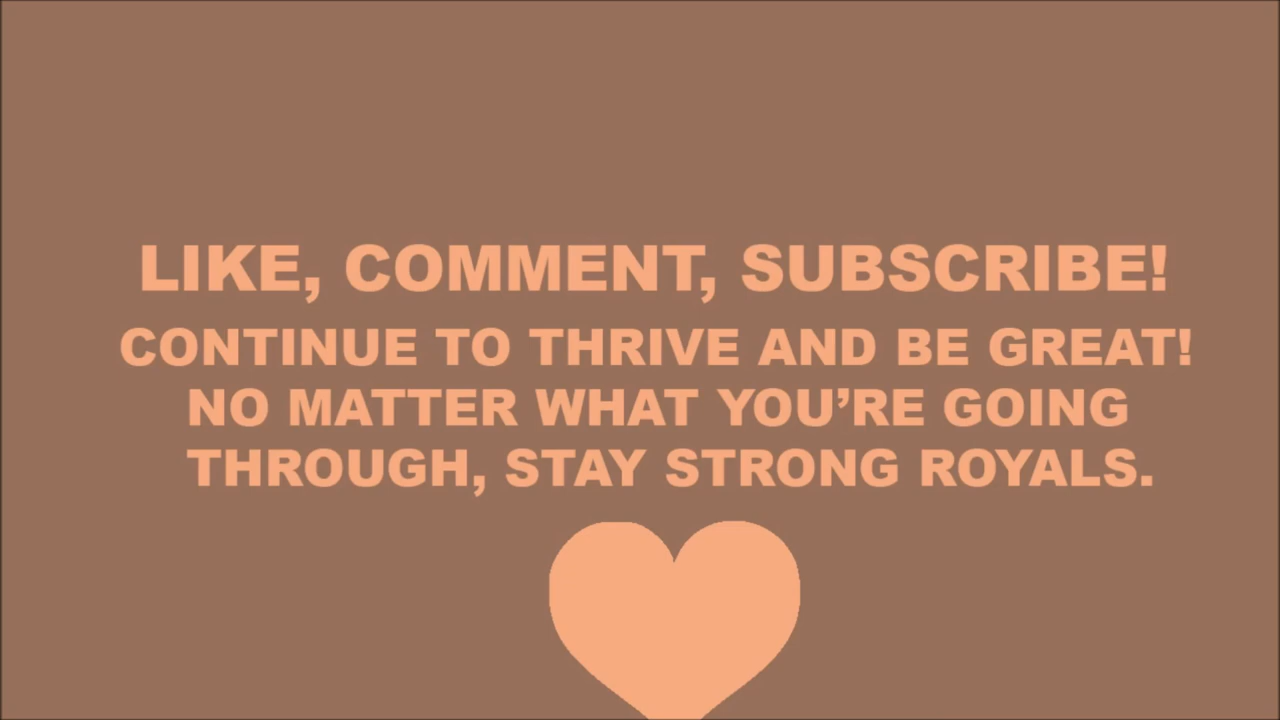 LIKE, COMMENT, SUBSCRIBE!
CONTINUE TO THRIVE AND BE GREAT!
NO MATTER WHAT YOU’RE GOING
THROUGH, STAY STRONG ROYALS.